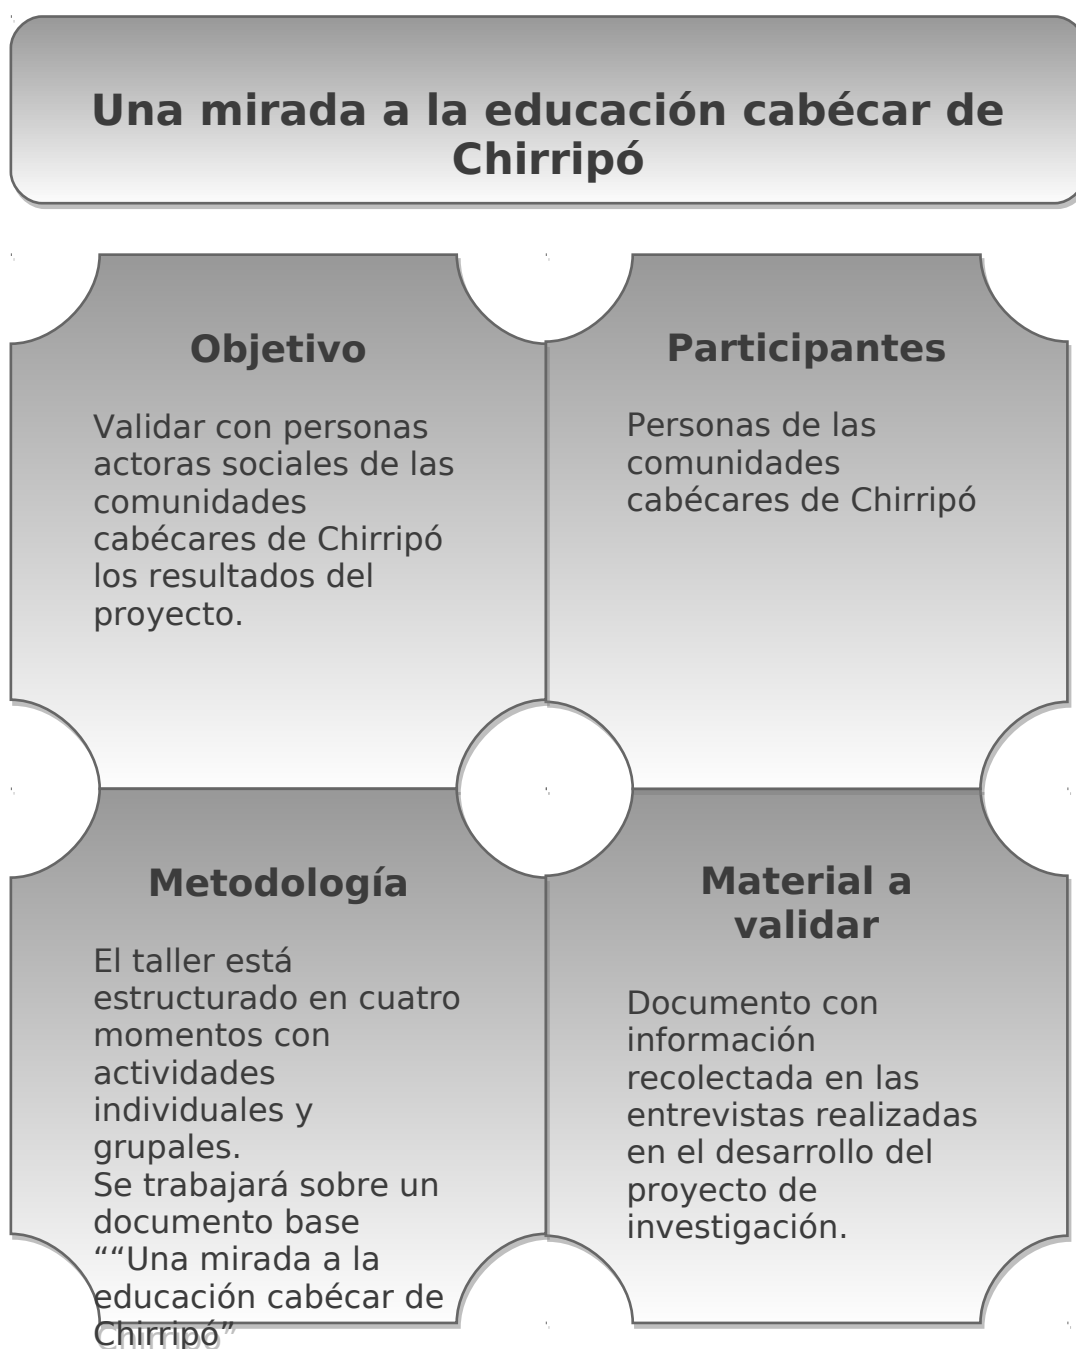 Una mirada a la educación cabécar de
Chirripó
Objetivo
Validar con personas
actoras sociales de las
comunidades
cabécares de Chirripó
los resultados del
proyecto.
Participantes
Personas de las
comunidades
cabécares de Chirripó
Metodología
El taller está
estructurado en cuatro
momentos con
actividades
individuales y
grupales.
Se trabajará sobre un
documento base
““Una mirada a la
educación cabécar de
Chirripó”
Material a
validar
Documento con
información
recolectada en las
entrevistas realizadas
en el desarrollo del
proyecto de
investigación.